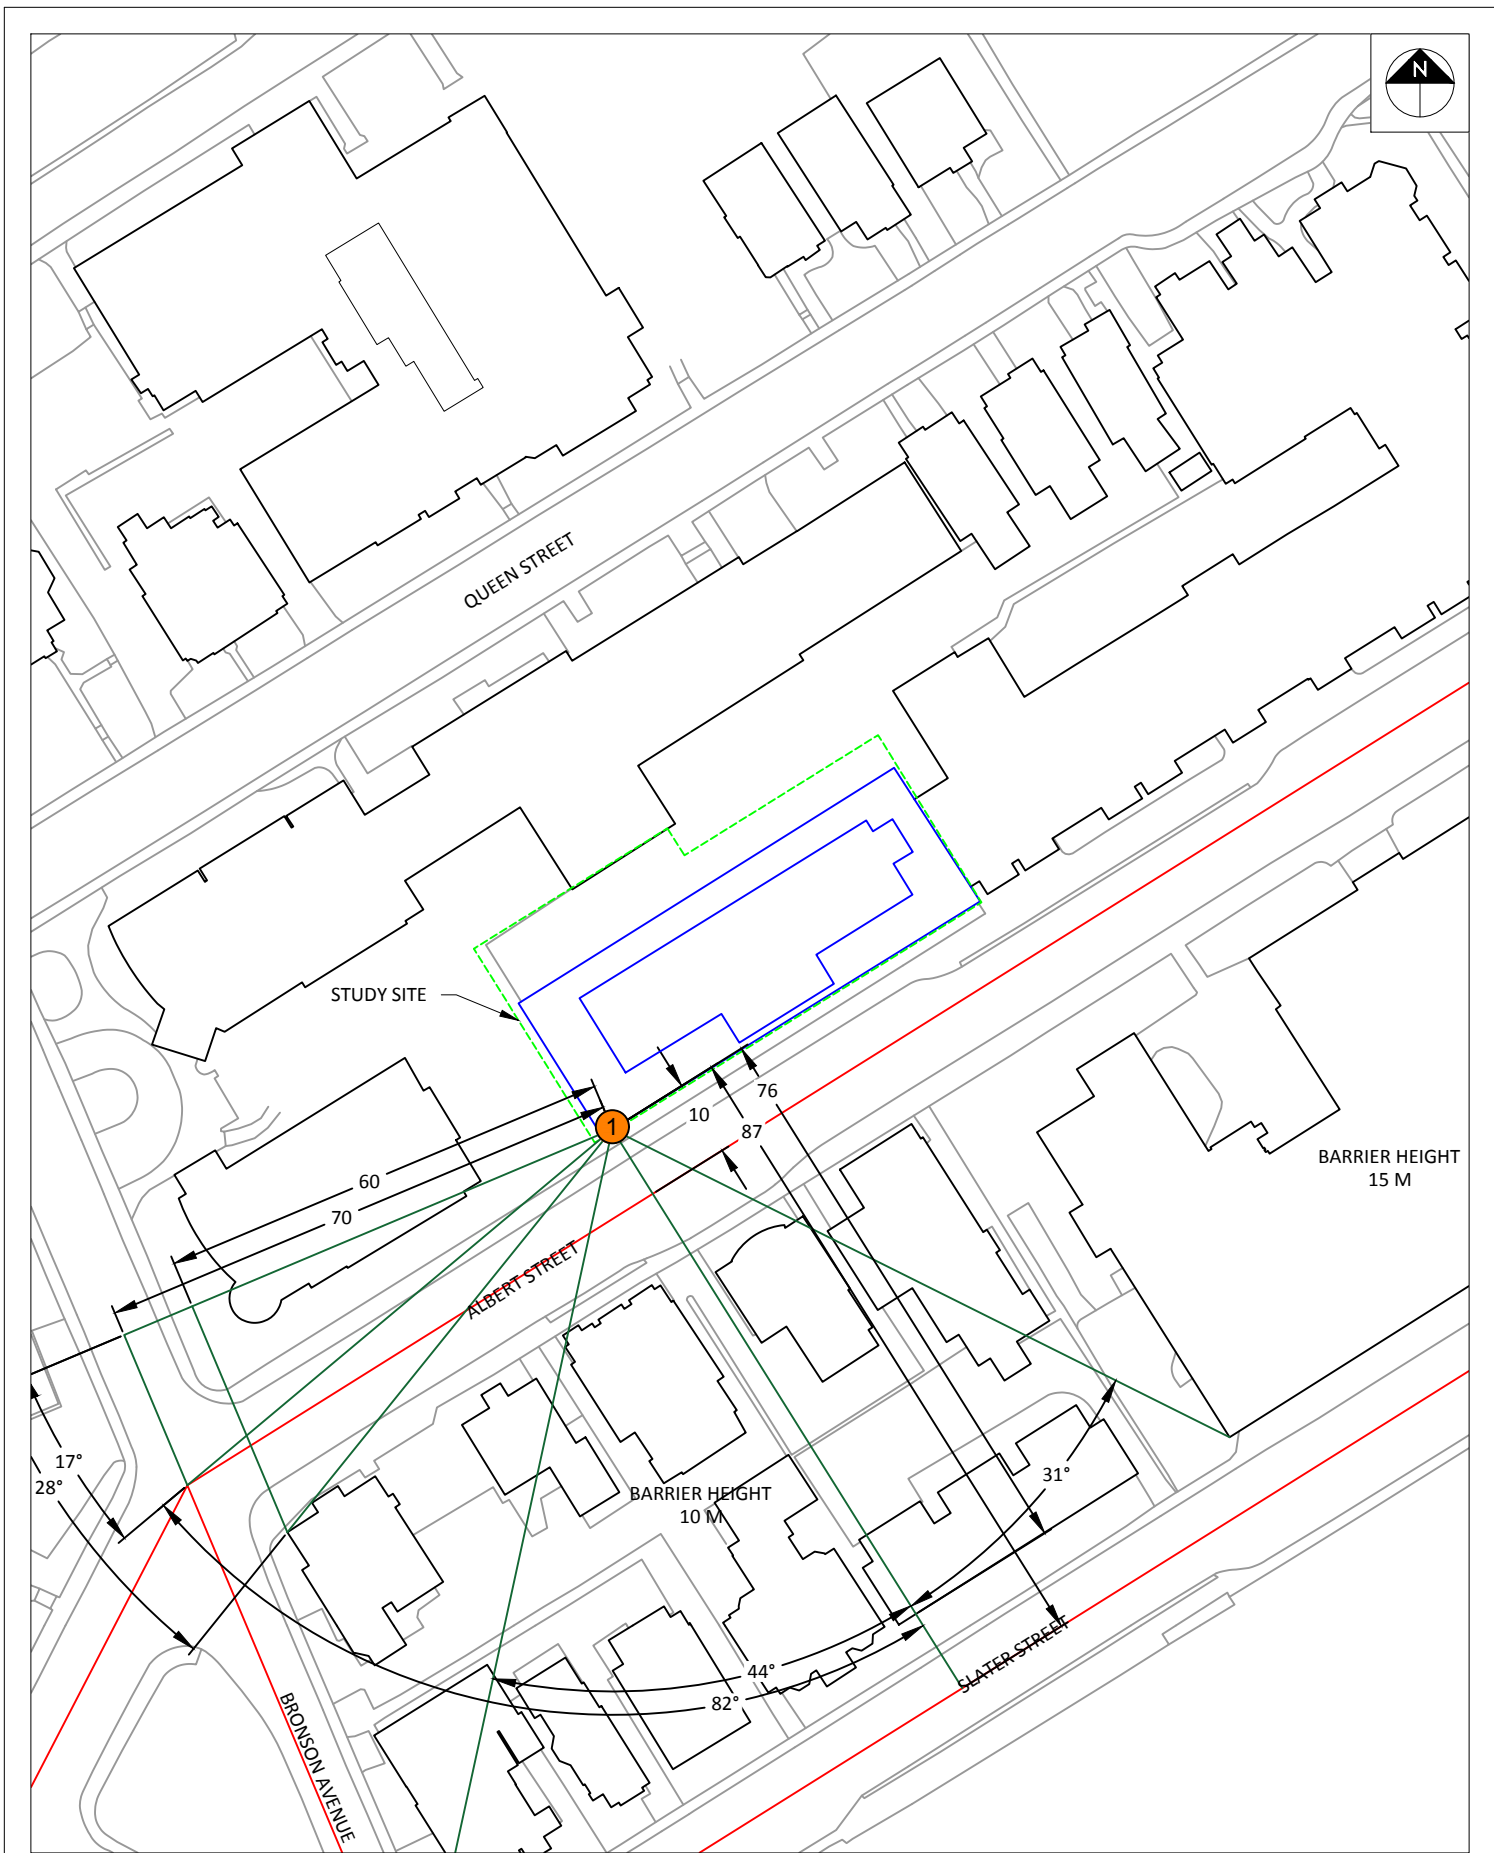 N
QUEEN STREET
STUDY SITE
76
10
87
BARRIER HEIGHT
15 M
60
70
ALBERT STREET
17°
28°
31°
BARRIER HEIGHT
10 M
SLATER STREET
44°
82°
BRONSON AVENUE
1